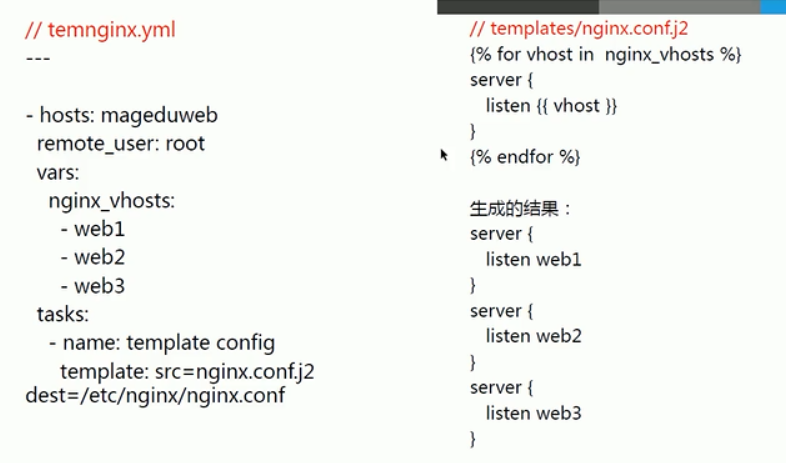 // temnginx.yml
---
- hosts: mageduweb
remote_user: root
vars:
nginx_vhosts:
- web1
- web2
- web3
tasks:
- name: template config
template: src=nginx.conf.j2
dest=/etc/nginx/nginx.conf
// templates/nginx.conf.j2
{% for vhost in nginx_vhosts %}
server {
listen {{ vhost }}
}
{% endfor %}
生成的结果：
server {
listen web1
}
server {
listen web2
}
server {
listen web3
}